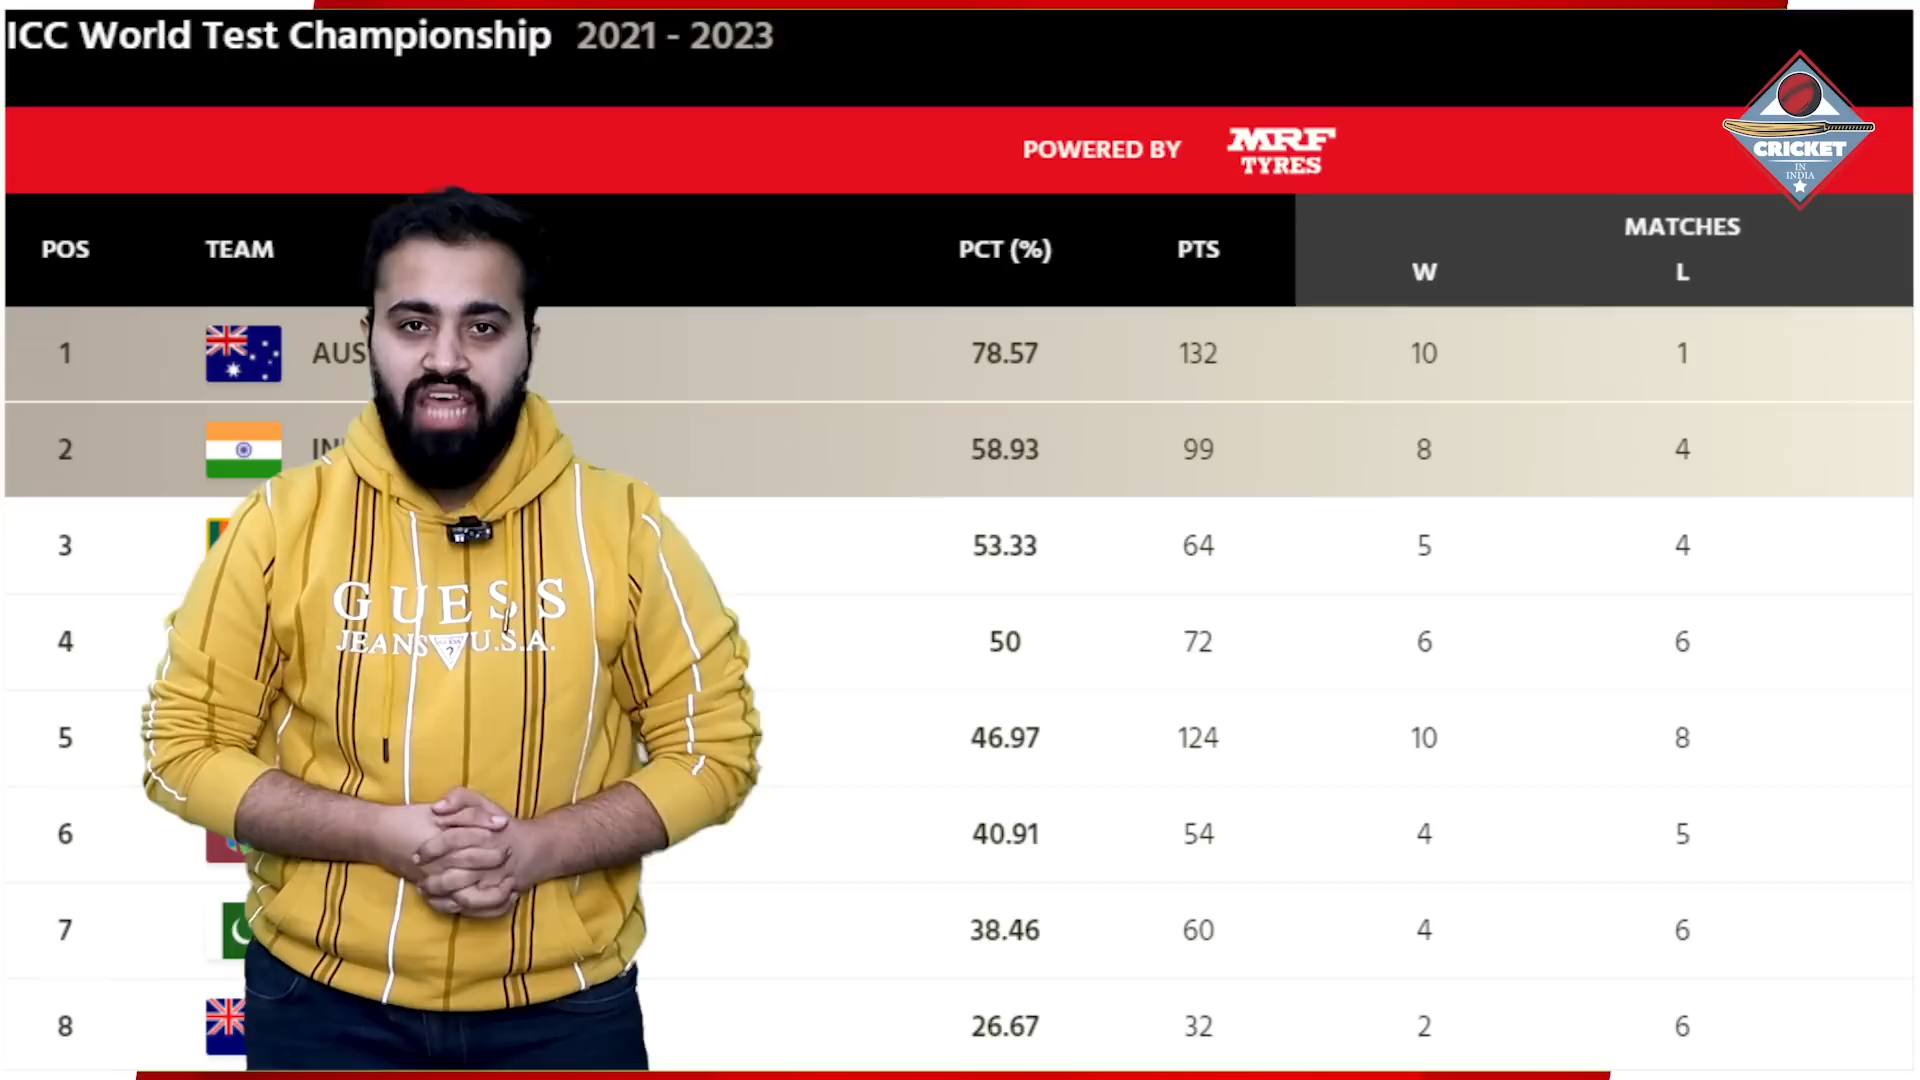 ICC World Test Championship 2021 - 2023
POWERED BY MRF TYRES
CRICKET
IN
INDIA
POS TEAM PCT (%) PTS MATCHES
W L
1 AUS 78.57 132 10 1
2 58.93 99 8 4
3 53.33 64 5 4
4 50 72 6 6
5 46.97 124 10 8
6 40.91 54 4 5
7 38.46 60 4 6
8 26.67 32 2 6
GUESS
JEANS ? U.S.A.